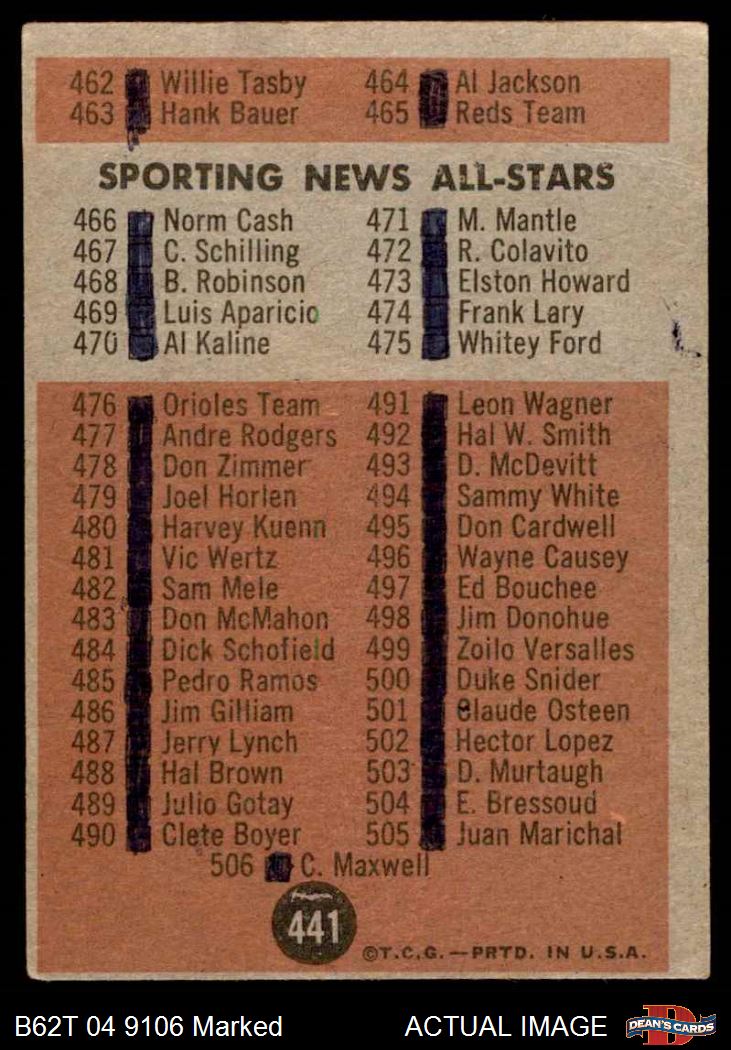 462 Willie Tasby 464 Al Jackson
463 Hank Bauer 465 Reds Team
SPORTING NEWS ALL-STARS
466 Norm Cash 471 M. Mantle
467 C. Schilling 472 R. Colavito
468 B. Robinson 473 Elston Howard
469 Luis Aparicio 474 Frank Lary
470 Al Kaline 475 Whitey Ford
476 Orioles Team 491 Leon Wagner
477 Andre Rodgers 492 Hal W. Smith
478 Don Zimmer 493 D. McDevitt
479 Joel Horlen 494 Sammy White
480 Harvey Kuenn 495 Don Cardwell
481 Vic Wertz 496 Wayne Causey
482 Sam Mele 497 Ed Bouchee
483 Don McMahon 498 Jim Donohue
484 Dick Schofield 499 Zoilo Versalles
485 Pedro Ramos 500 Duke Snider
486 Jim Gilliam 501 Claude Osteen
487 Jerry Lynch 502 Hector Lopez
488 Hal Brown 503 D. Murtaugh
489 Julio Gotay 504 E. Bressoud
490 Clete Boyer 505 Juan Marichal
506 C. Maxwell
441
©T.C.G.—PRTD. IN U.S.A.
B62T 04 9106 Marked ACTUAL IMAGE DEAN'S CARDS